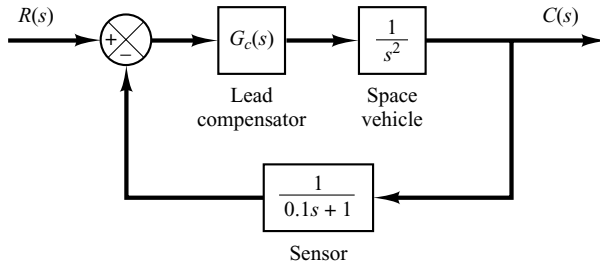 R(s)
C(s)
+
−
G_c(s)
1
s^2
Lead
compensator
Space
vehicle
1
0.1s + 1
Sensor